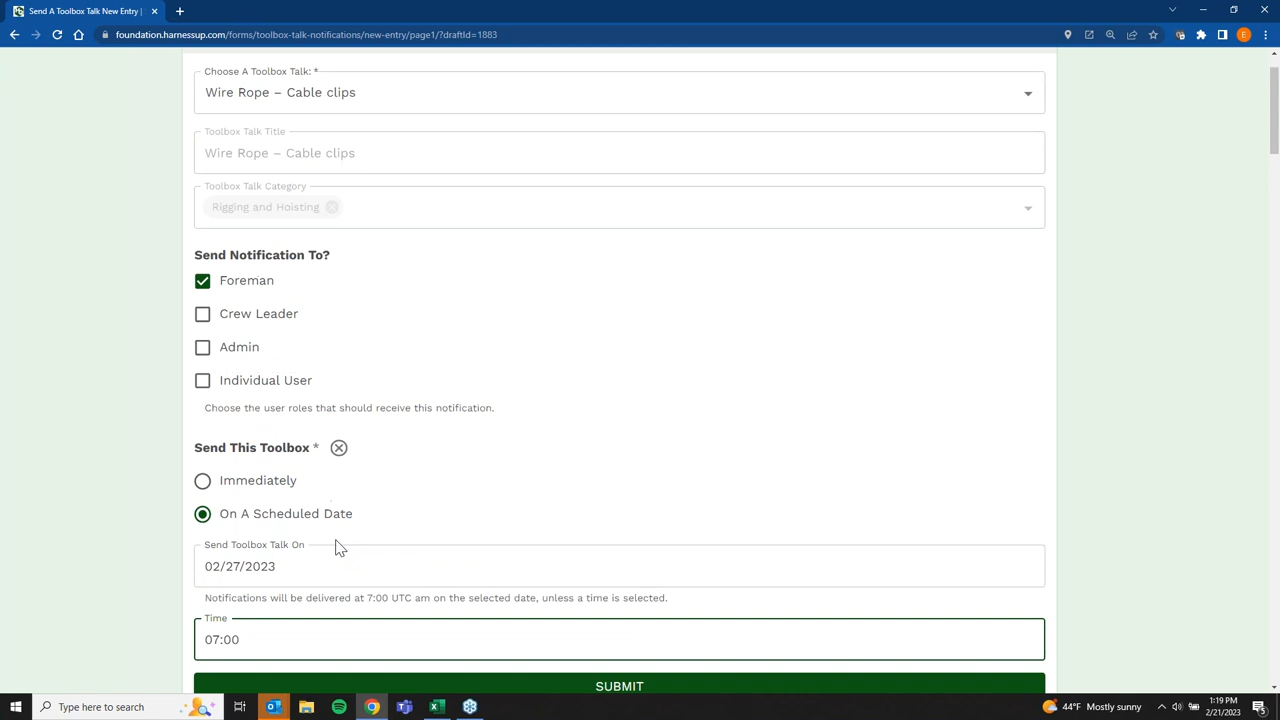 Send A Toolbox Talk New Entry |
foundation.harnessup.com/forms/toolbox-talk-notifications/new-entry/page1/?draftId=1883
E
Choose A Toolbox Talk: *
Wire Rope – Cable clips
Toolbox Talk Title
Wire Rope – Cable clips
Toolbox Talk Category
Rigging and Hoisting
Send Notification To?
Foreman
Crew Leader
Admin
Individual User
Choose the user roles that should receive this notification.
Send This Toolbox *
Immediately
On A Scheduled Date
Send Toolbox Talk On
02/27/2023
Notifications will be delivered at 7:00 UTC am on the selected date, unless a time is selected.
Time
07:00
SUBMIT
Type here to search
44°F Mostly sunny
1:19 PM
2/21/2023